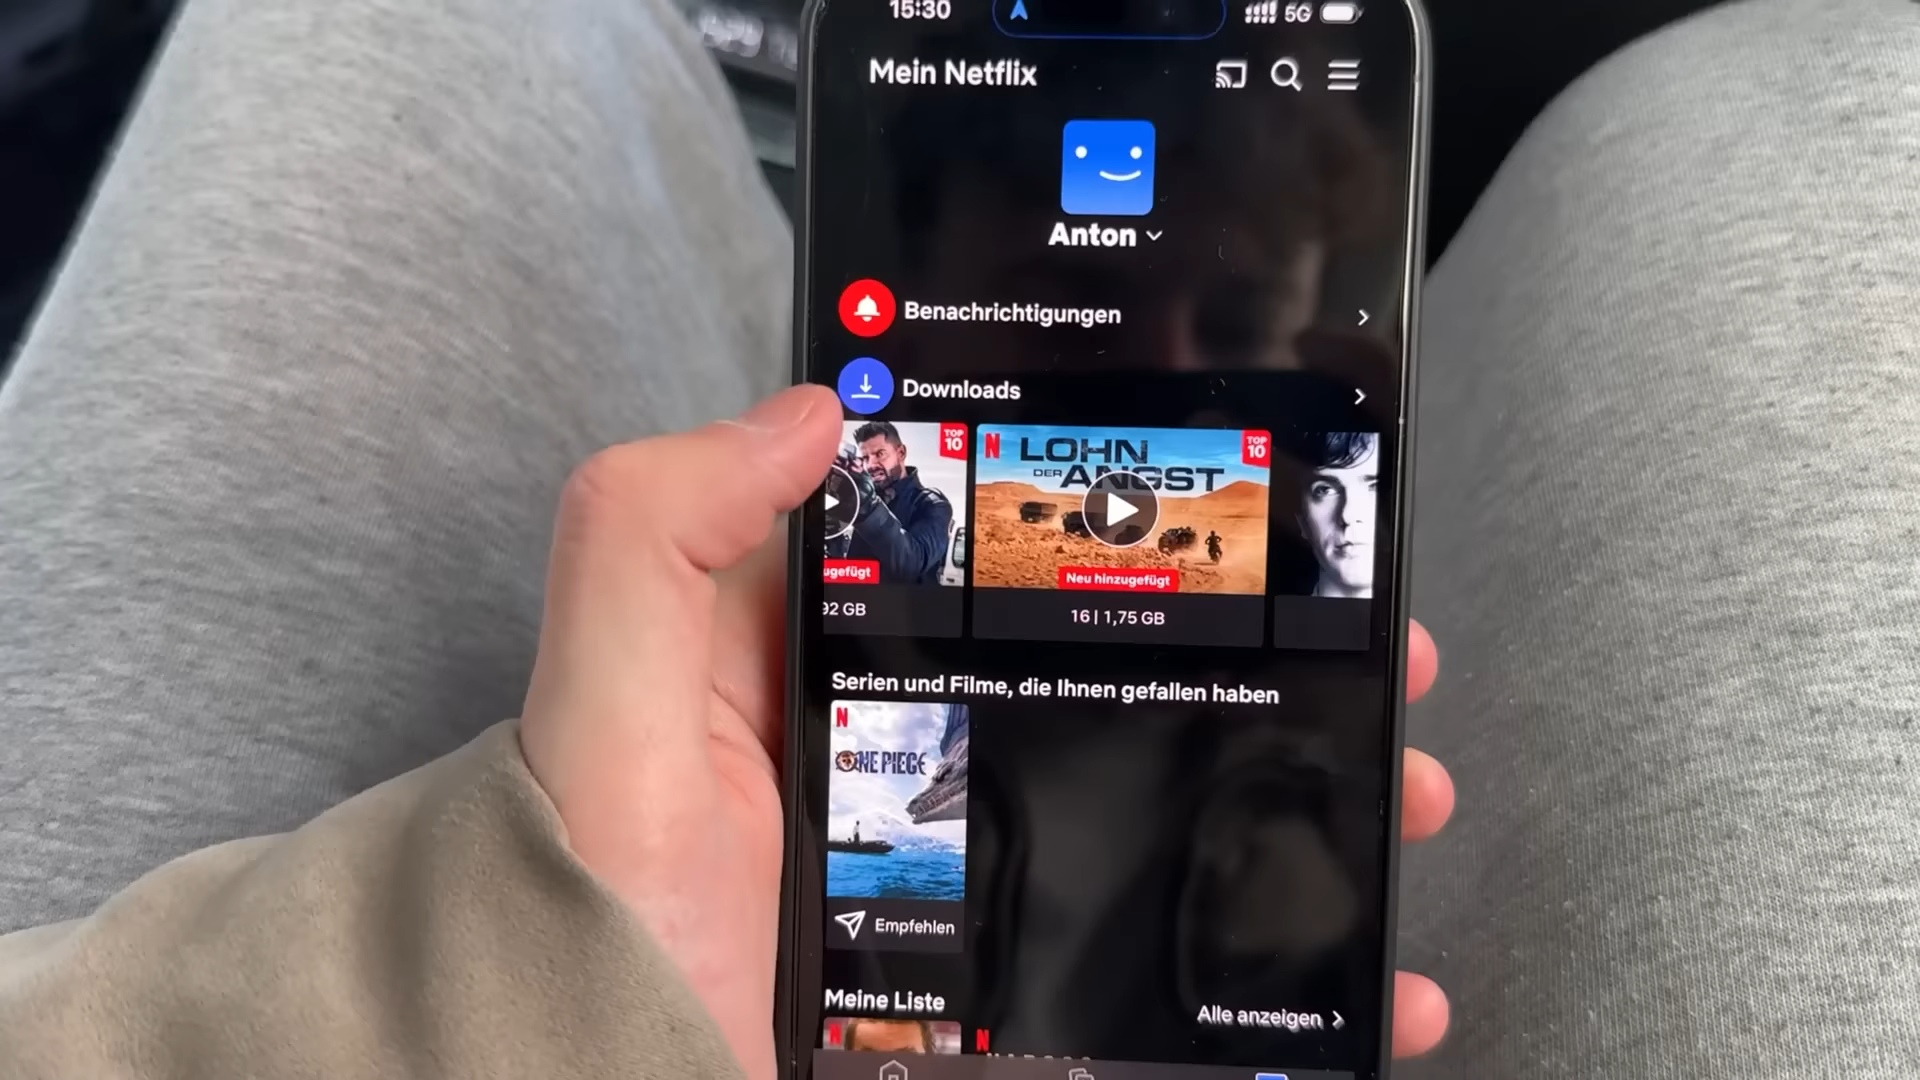 15:30
5G
Mein Netflix
Anton
Benachrichtigungen
Downloads
TOP 10
N
LOHN
DER ANGST
TOP 10
ugefügt
Neu hinzugefügt
92 GB
16 | 1,75 GB
Serien und Filme, die Ihnen gefallen haben
N
ONE PIECE
Empfehlen
Meine Liste
Alle anzeigen
N
N